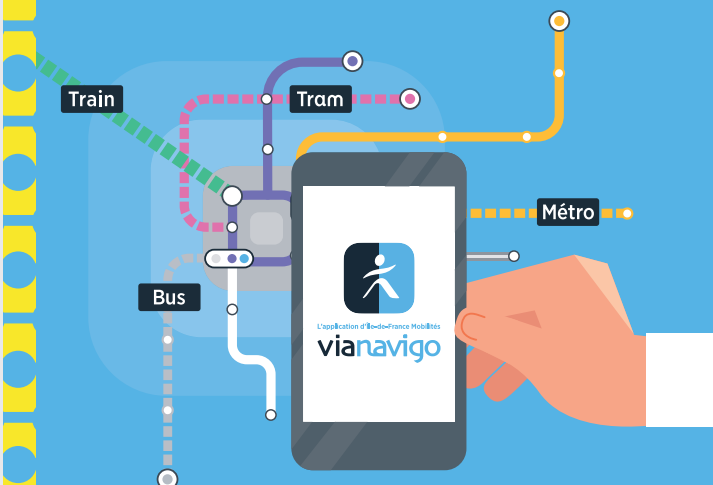 Train
Tram
Métro
Bus
L'application d'Île-de-France Mobilités
vianavigo